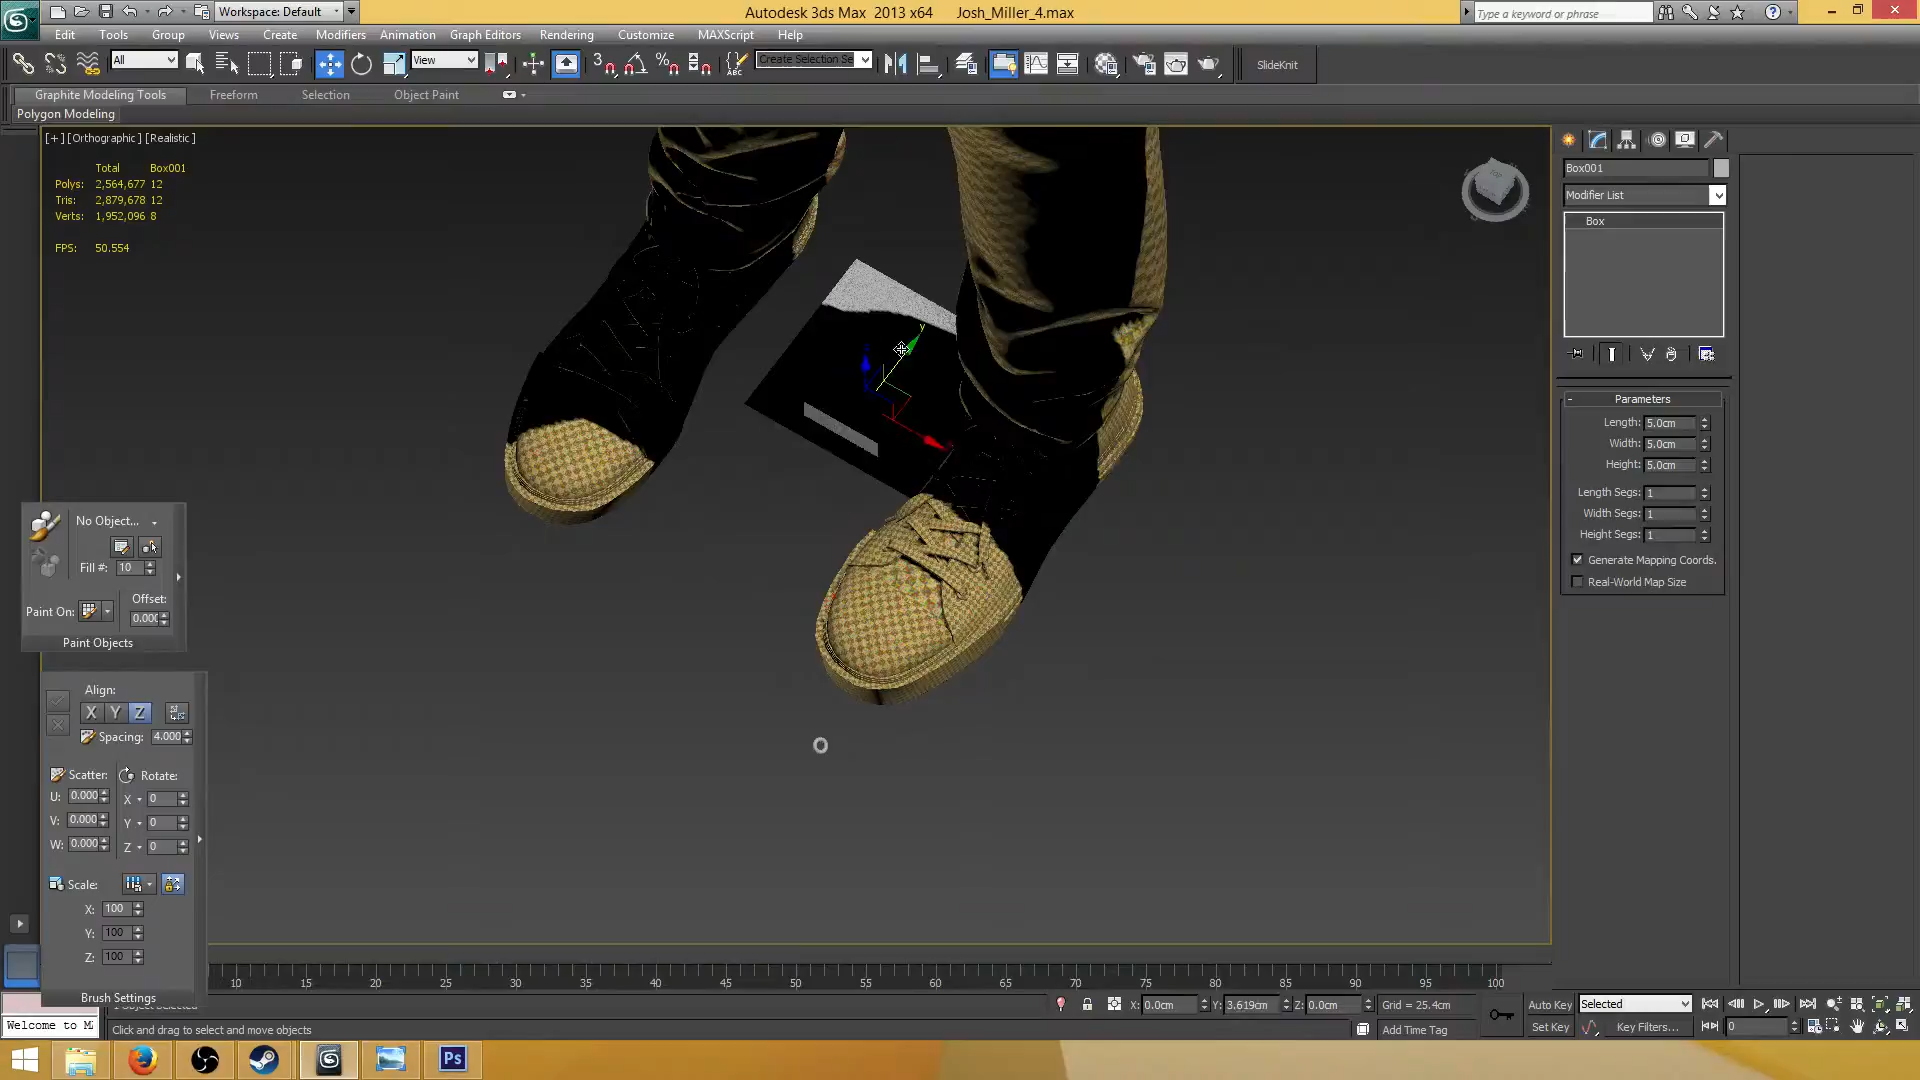 Workspace: Default
Autodesk 3ds Max 2013 x64 Josh_Miller_4.max
Type a keyword or phrase
Edit Tools Group Views Create Modifiers Animation Graph Editors Rendering Customize MAXScript Help
All
View
3
Create Selection Se
SlideKnit
Graphite Modeling Tools Freeform Selection Object Paint
Polygon Modeling
[+] [Orthographic] [Realistic]
Total Box001
Polys: 2,564,677 12
Tris: 2,879,678 12
Verts: 1,952,096 8
FPS: 50.554
y
Box001
Modifier List
Box
Parameters
Length: 5.0cm
Width: 5.0cm
Height: 5.0cm
Length Segs: 1
Width Segs: 1
Height Segs: 1
Generate Mapping Coords.
Real-World Map Size
No Object...
Fill #: 10
Paint On:
Offset:
0.000
Paint Objects
Align:
X Y Z
Spacing: 4.000
Scatter: Rotate:
U: 0.000 X 0
V: 0.000 Y 0
W: 0.000 Z 0
Scale:
X: 100
Y: 100
Z: 100
Brush Settings
10 15 20 25 30 35 40 45 50 55 60 65 70 75 80 85 90 95 100
X: 0.0cm Y: 3.619cm Z: 0.0cm Grid = 25.4cm
Auto Key Selected
Welcome to M
Click and drag to select and move objects
Add Time Tag
Set Key Key Filters... 0
Ps